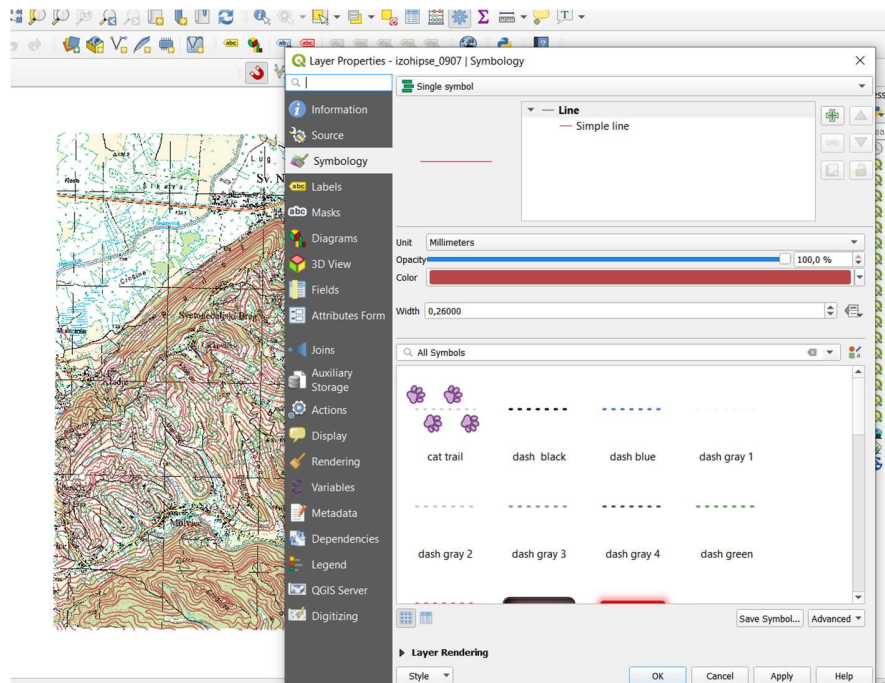 Layer Properties - izohipse_0907 | Symbology
Single symbol
Information
Source
Symbology
Labels
Masks
Diagrams
3D View
Fields
Attributes Form
Joins
Auxiliary
Storage
Actions
Display
Rendering
Variables
Metadata
Dependencies
Legend
QGIS Server
Digitizing
Line
Simple line
Unit Millimeters
Opacity 100,0 %
Color
Width 0,26000
All Symbols
cat trail dash  black dash blue dash gray 1
dash gray 2 dash gray 3 dash gray 4 dash green
Save Symbol... Advanced
Layer Rendering
Style OK Cancel Apply Help
Lug
Sv. N
Molvice